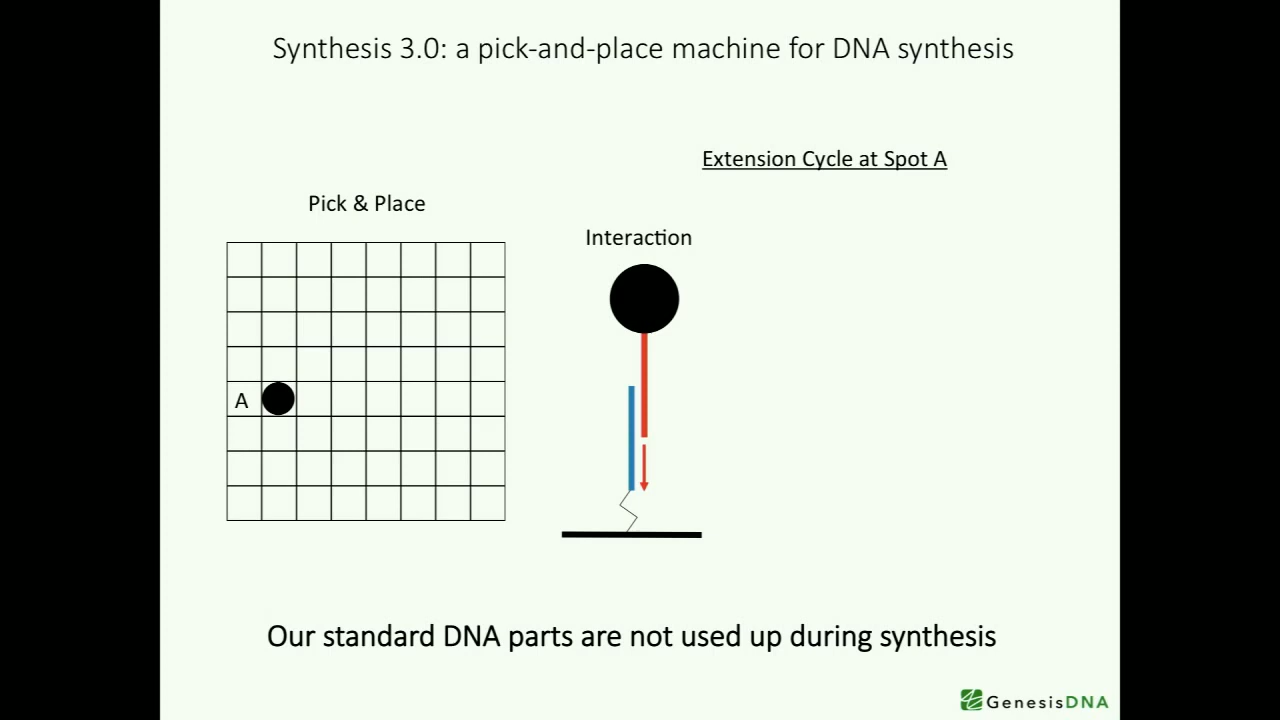 Synthesis 3.0: a pick-and-place machine for DNA synthesis
Extension Cycle at Spot A
Pick & Place
Interaction
A
Our standard DNA parts are not used up during synthesis
GenesisDNA